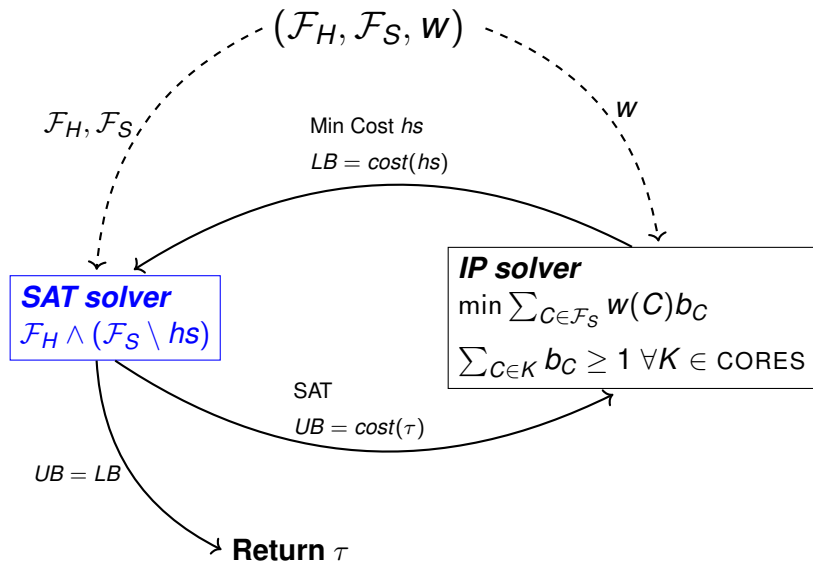 (𝓕_H, 𝓕_S, w)
𝓕_H, 𝓕_S
w
Min Cost hs
LB = cost(hs)
SAT solver
𝓕_H ∧ (𝓕_S \ hs)
IP solver
min ∑_{C∈𝓕_S} w(C)b_C
∑_{C∈K} b_C ≥ 1 ∀K ∈ CORES
SAT
UB = cost(τ)
UB = LB
Return τ